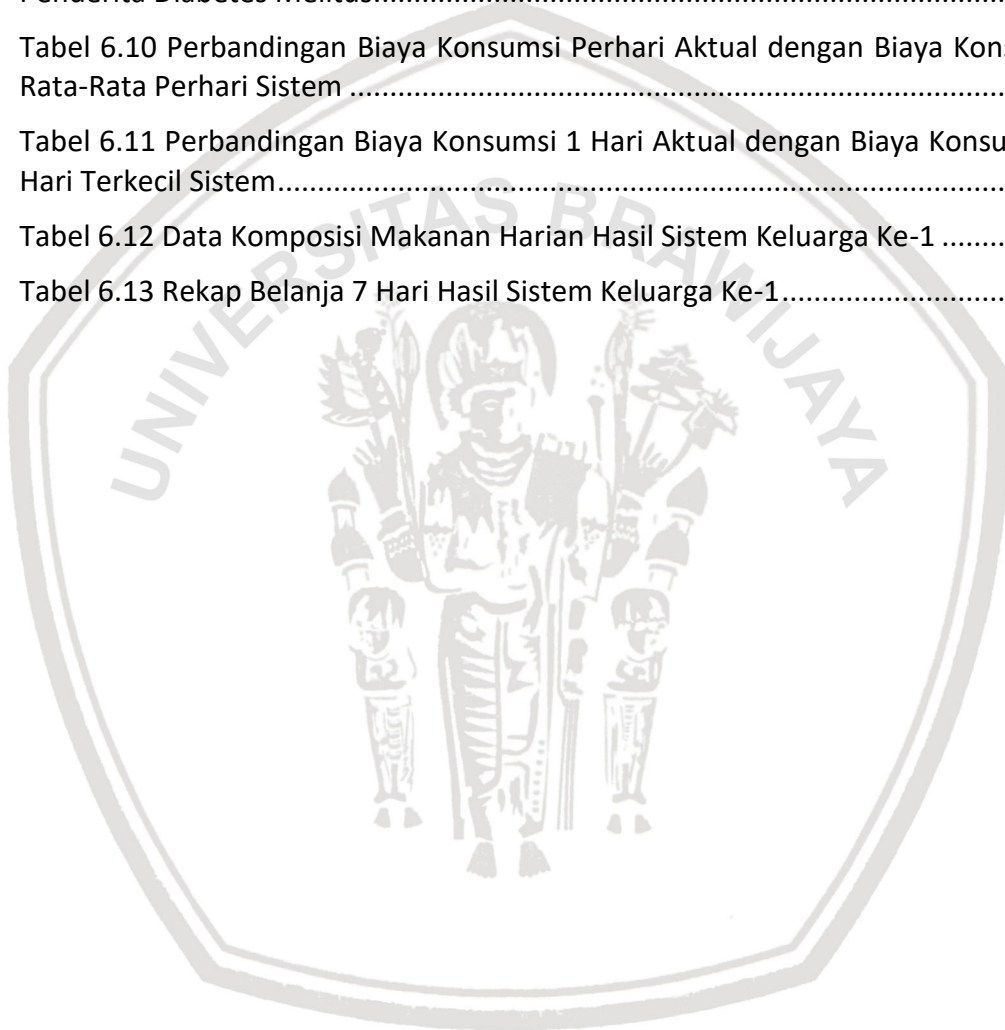 Penderita Diabetes Melitus
Tabel 6.10 Perbandingan Biaya Konsumsi Perhari Aktual dengan Biaya
Rata-Rata Perhari Sistem
Tabel 6.11 Perbandingan Biaya Konsumsi 1 Hari Aktual dengan Biaya
Hari Terkecil Sistem
Tabel 6.12 Data Komposisi Makanan Harian Hasil Sistem Keluarga Ke-1
Tabel 6.13 Rekap Belanja 7 Hari Hasil Sistem Keluarga Ke-1
UNIVERSITAS BRAWIJAYA